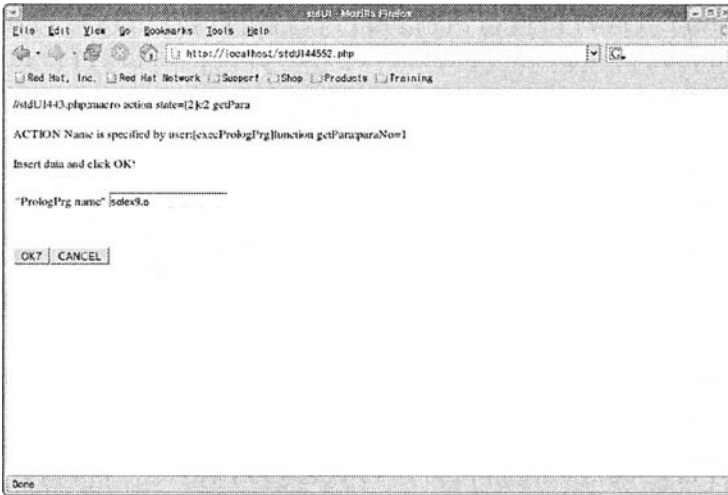 stdUI - Mozilla Firefox
File Edit View Go Bookmarks Tools Help
http://localhost/stdUI44552.php
Red Hat, Inc. Red Hat Network Support Shop Products Training
//stdUI443.php:macro action state=[2]:c2 getPara
ACTION Name is specified by user:[execPrologPrg]function getPara:paraNo=1
Insert data and click OK!
"PrologPrg name" solex9.o
OK? CANCEL
Done